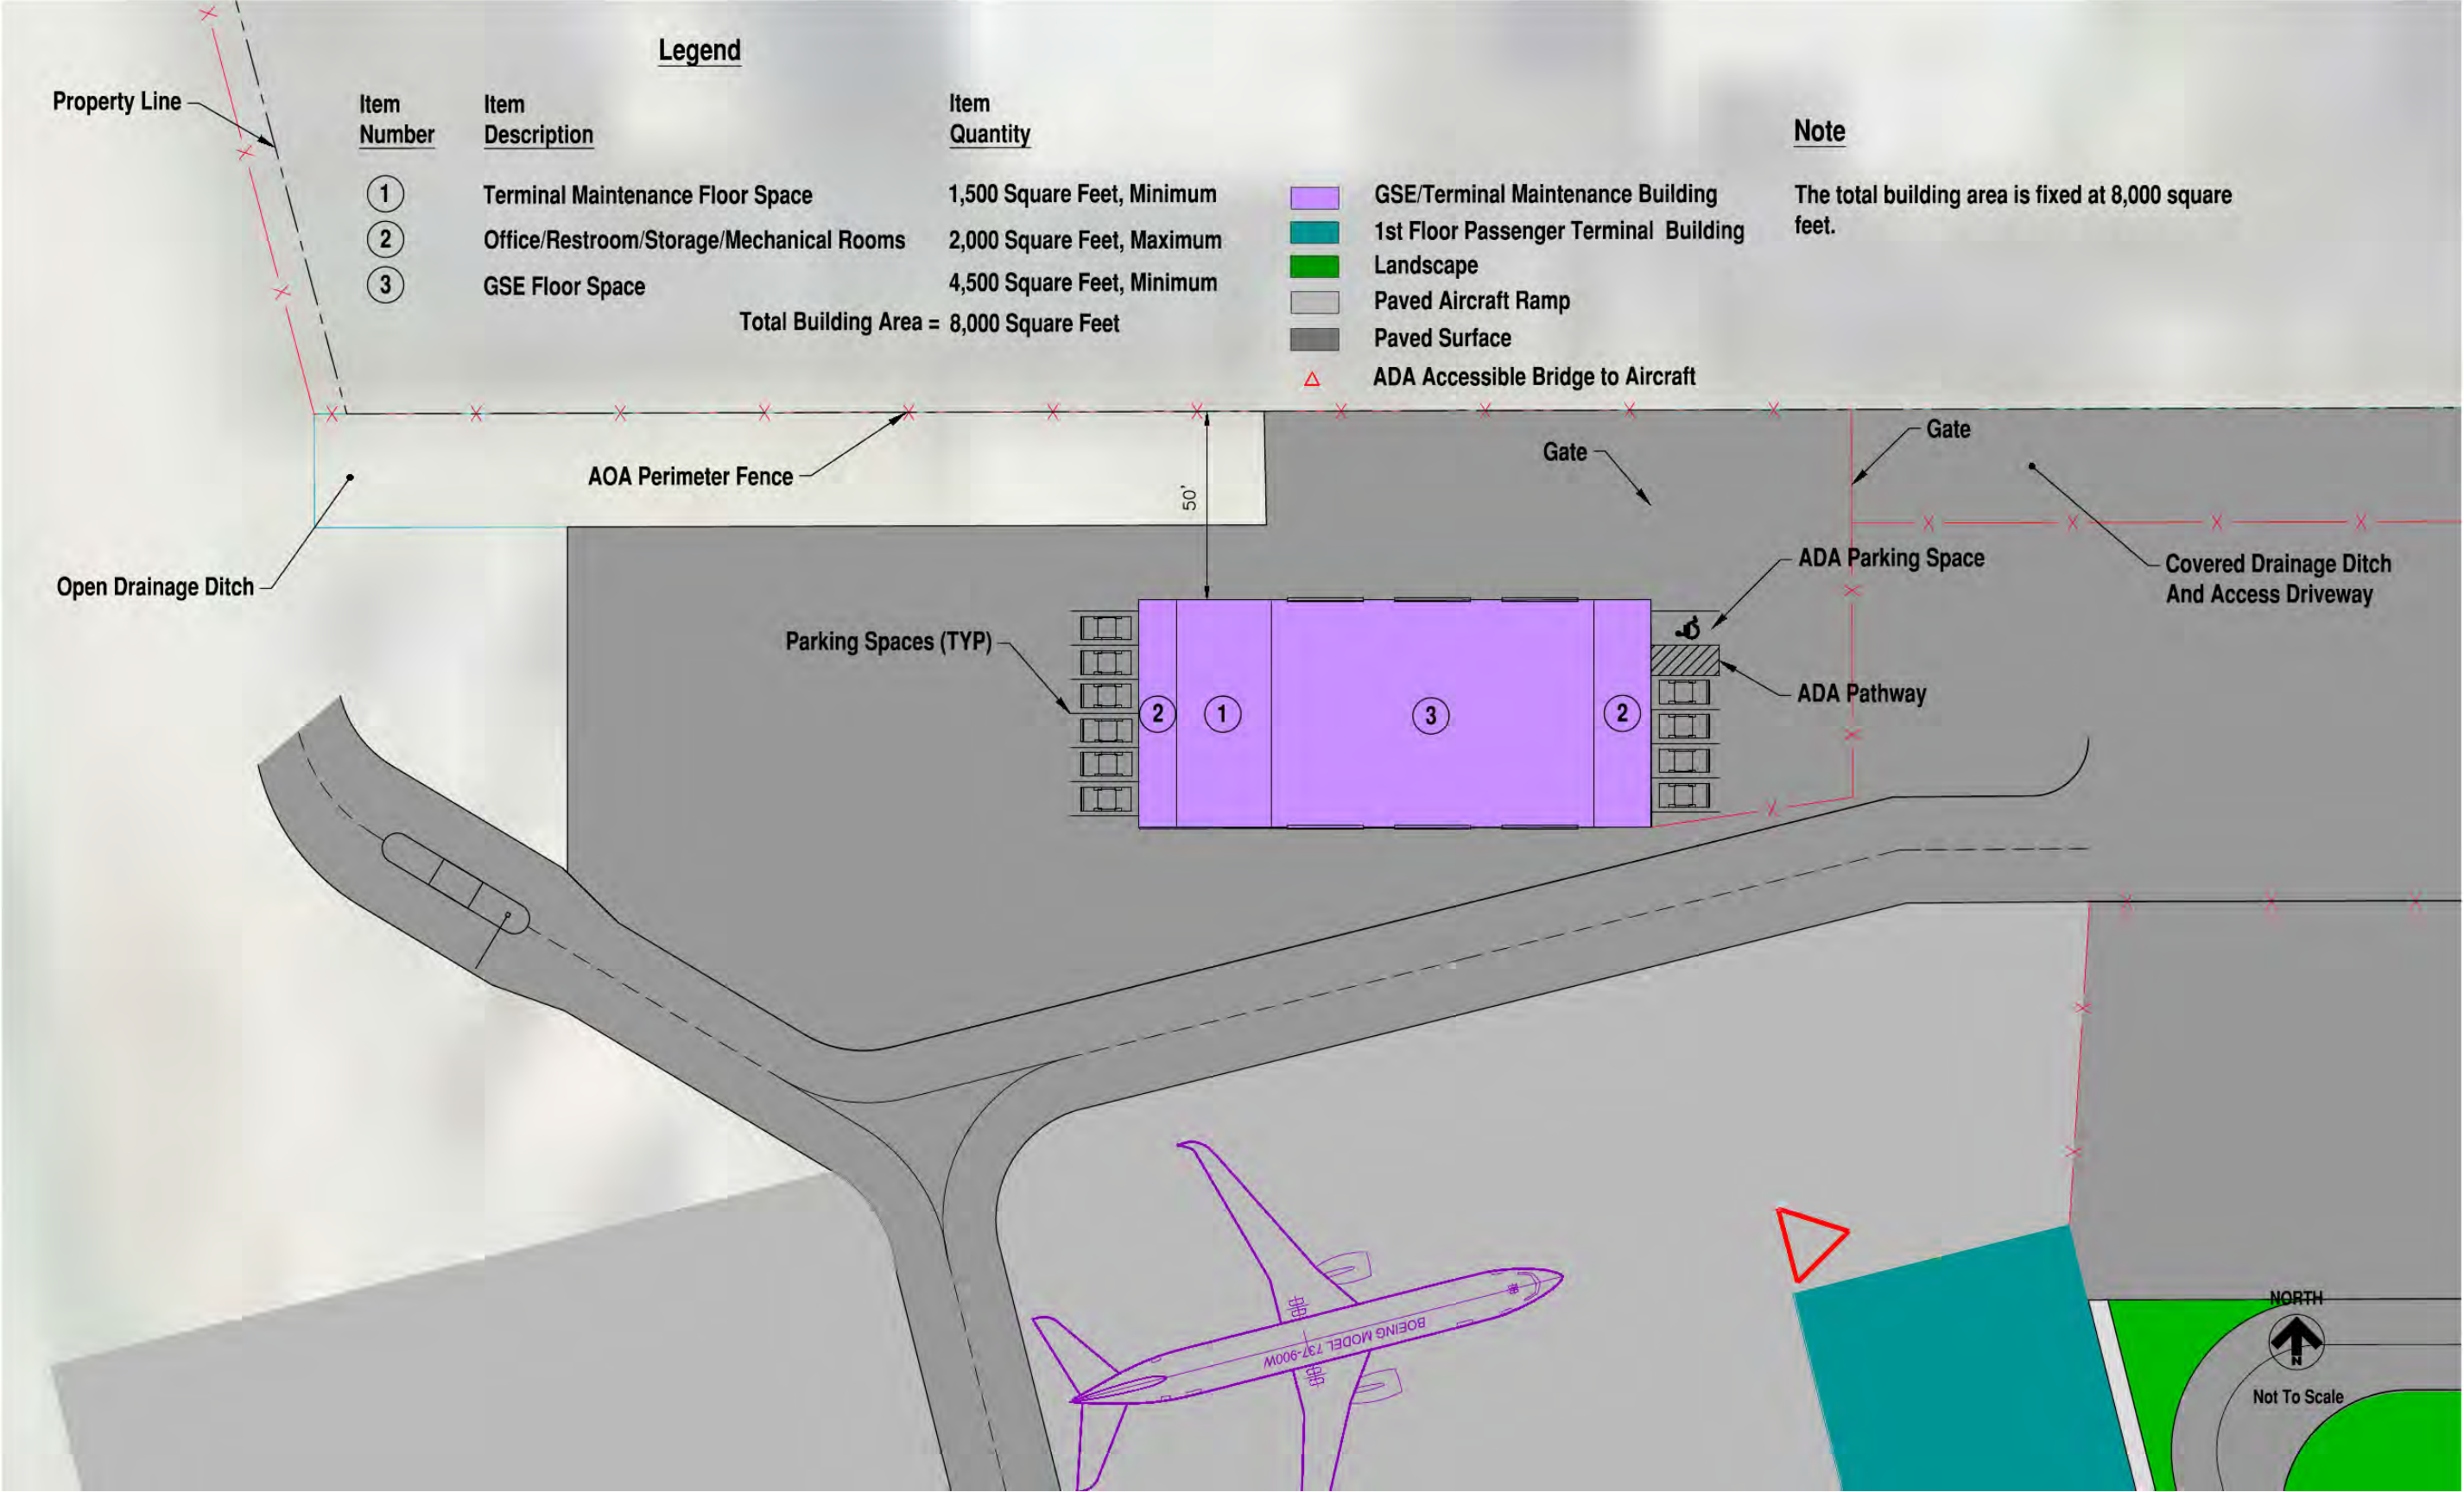 Legend
Property Line
Item
Number
Item
Description
Item
Quantity
1
Terminal Maintenance Floor Space
1,500 Square Feet, Minimum
2
Office/Restroom/Storage/Mechanical Rooms
2,000 Square Feet, Maximum
3
GSE Floor Space
4,500 Square Feet, Minimum
Total Building Area = 8,000 Square Feet
GSE/Terminal Maintenance Building
1st Floor Passenger Terminal Building
Landscape
Paved Aircraft Ramp
Paved Surface
ADA Accessible Bridge to Aircraft
Note
The total building area is fixed at 8,000 square
feet.
AOA Perimeter Fence
50'
Gate
Gate
Open Drainage Ditch
ADA Parking Space
Covered Drainage Ditch
And Access Driveway
Parking Spaces (TYP)
ADA Pathway
2
1
3
2
BOEING MODEL 737-900W
NORTH
N
Not To Scale